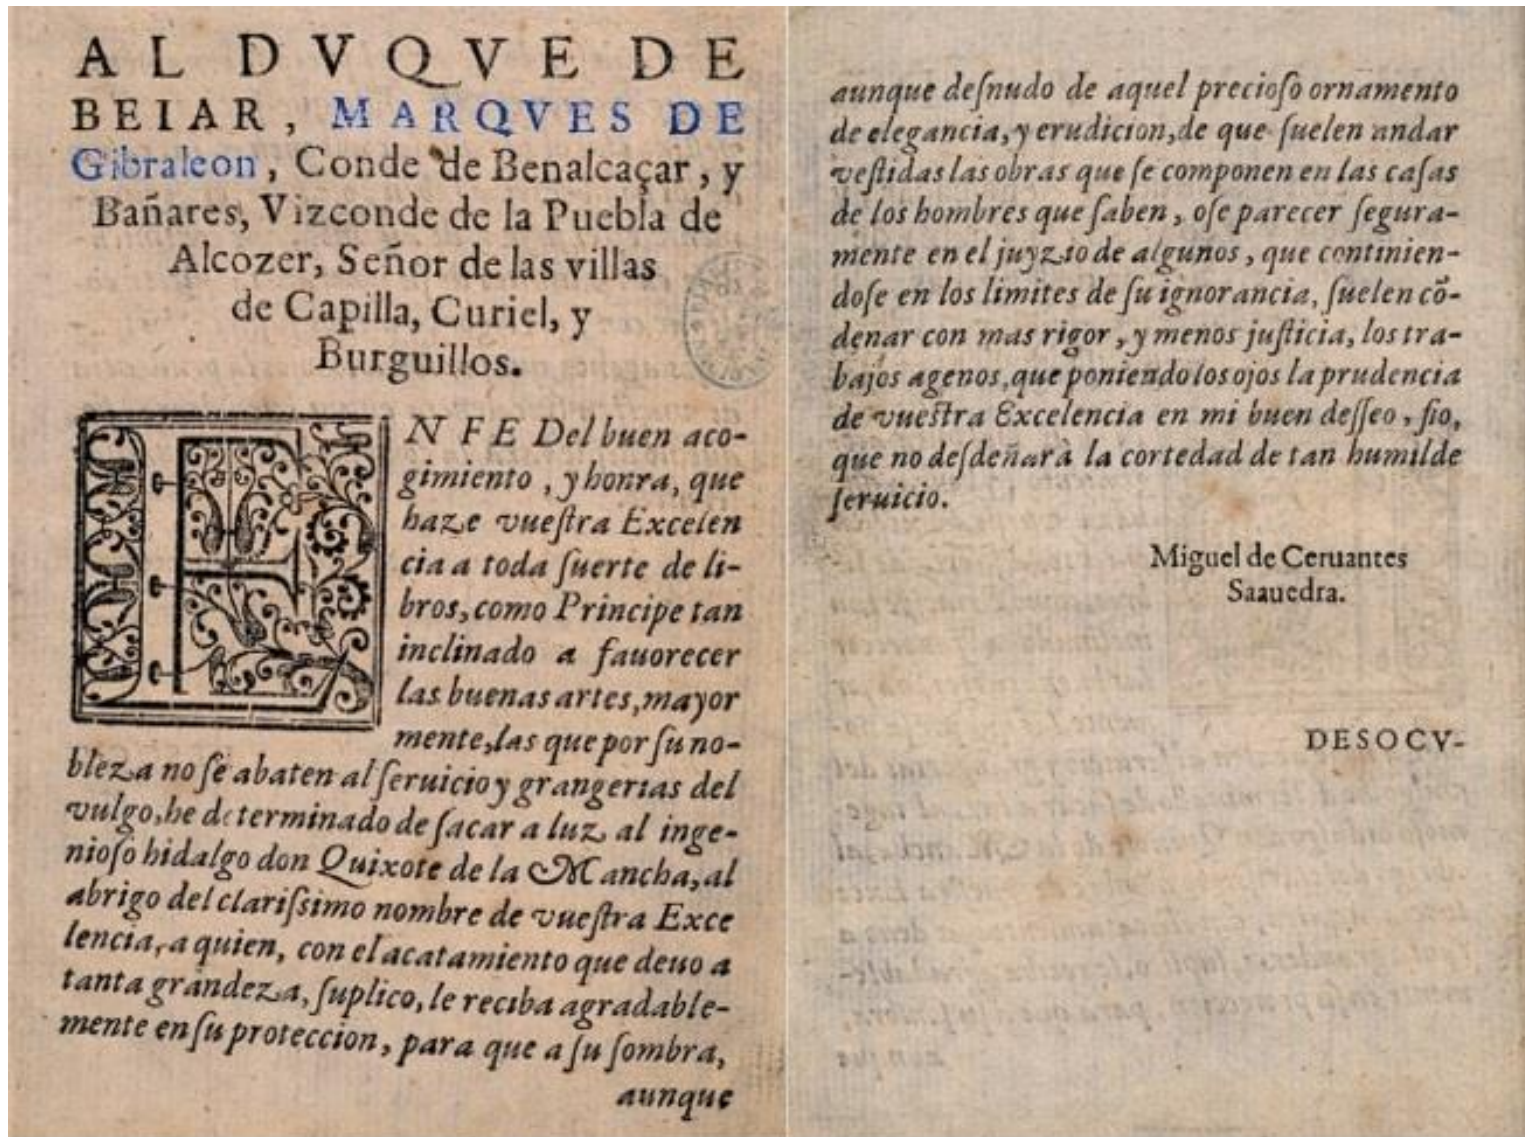 AL DVQVE DE
BEIAR, MARQVES DE
Gibraleon, Conde de Benalcaçar, y
Bañares, Vizconde de la Puebla de
Alcozer, Señor de las villas
de Capilla, Curiel, y
Burguillos.
EN FE Del buen aco-
gimiento, y honra, que
haze vueſtra Excelen
cia a toda ſuerte de li-
bros, como Principe tan
inclinado a fauorecer
las buenas artes, mayor
mente, las que por ſu no-
bleza no ſe abaten al ſeruicio y grangerias del
vulgo, he determinado de ſacar a luz al inge-
nioſo hidalgo don Quixote de la Mancha, al
abrigo del clariſsimo nombre de vueſtra Exce
lencia, a quien, con el acatamiento que deuo a
tanta grandeza, ſuplico, le reciba agradable-
mente en ſu proteccion, para que a ſu ſombra,
aunque
aunque deſnudo de aquel precioſo ornamento
de elegancia, y erudicion, de que ſuelen andar
veſtidas las obras que ſe componen en las caſas
de los hombres que ſaben, oſe parecer ſegura-
mente en el juyzio de algunos, que continien-
doſe en los limites de ſu ignorancia, ſuelen cõ-
denar con mas rigor, y menos juſticia, los tra-
bajos agenos, que poniendo los ojos la prudencia
de vueſtra Excelencia en mi buen deſſeo, fio,
que no deſdeñarà la cortedad de tan humilde
ſeruicio.
Miguel de Ceruantes
Saauedra.
DESOCV-